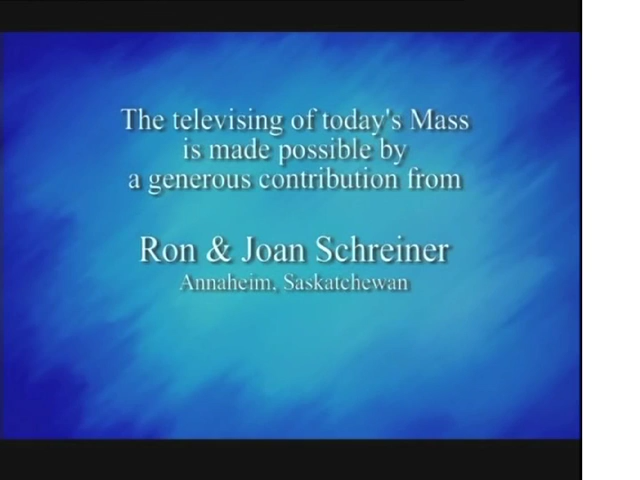 The televising of today's Mass
is made possible by
a generous contribution from
Ron & Joan Schreiner
Annaheim, Saskatchewan